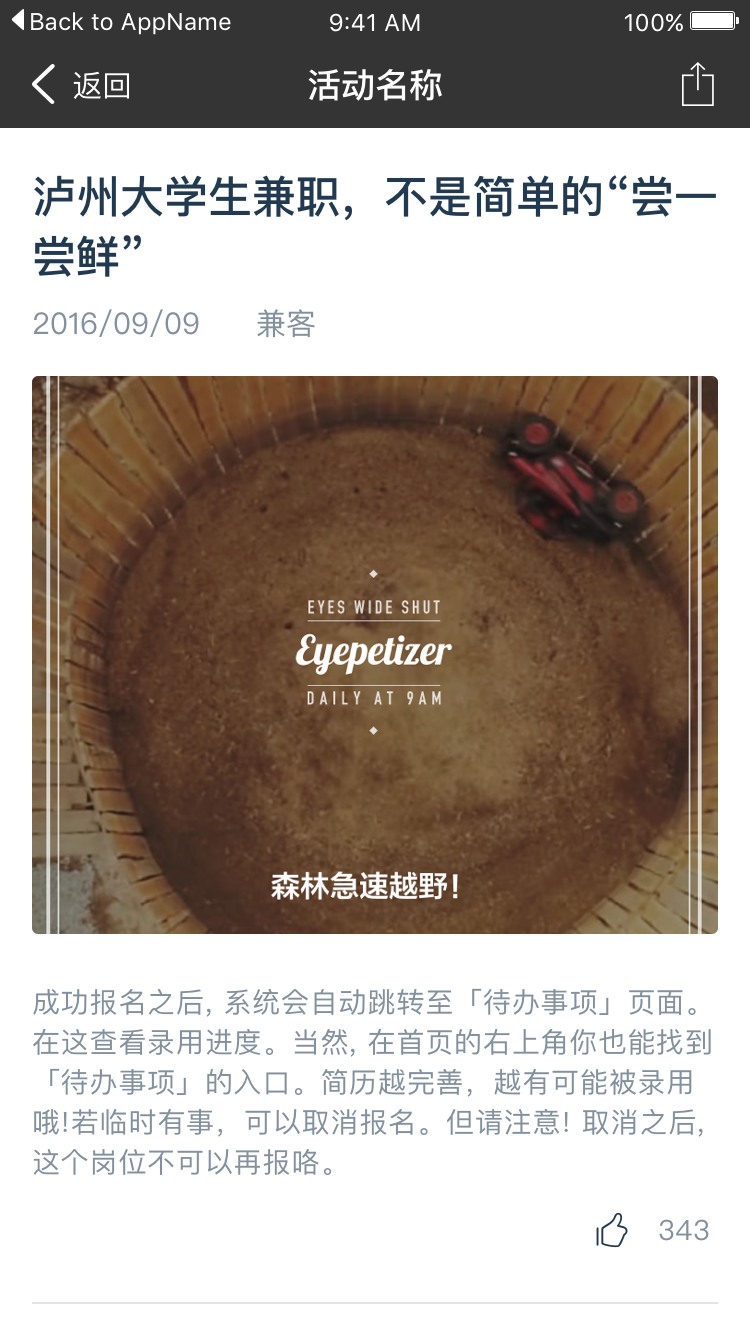 Back to AppName 9:41 AM 100%
返回 活动名称
泸州大学生兼职，不是简单的“尝一
尝鲜”
2016/09/09 兼客
EYES WIDE SHUT
Eyepetizer
DAILY AT 9AM
森林急速越野！
成功报名之后, 系统会自动跳转至「待办事项」页面。
在这查看录用进度。当然, 在首页的右上角你也能找到
「待办事项」的入口。简历越完善，越有可能被录用
哦!若临时有事，可以取消报名。但请注意! 取消之后,
这个岗位不可以再报咯。
343